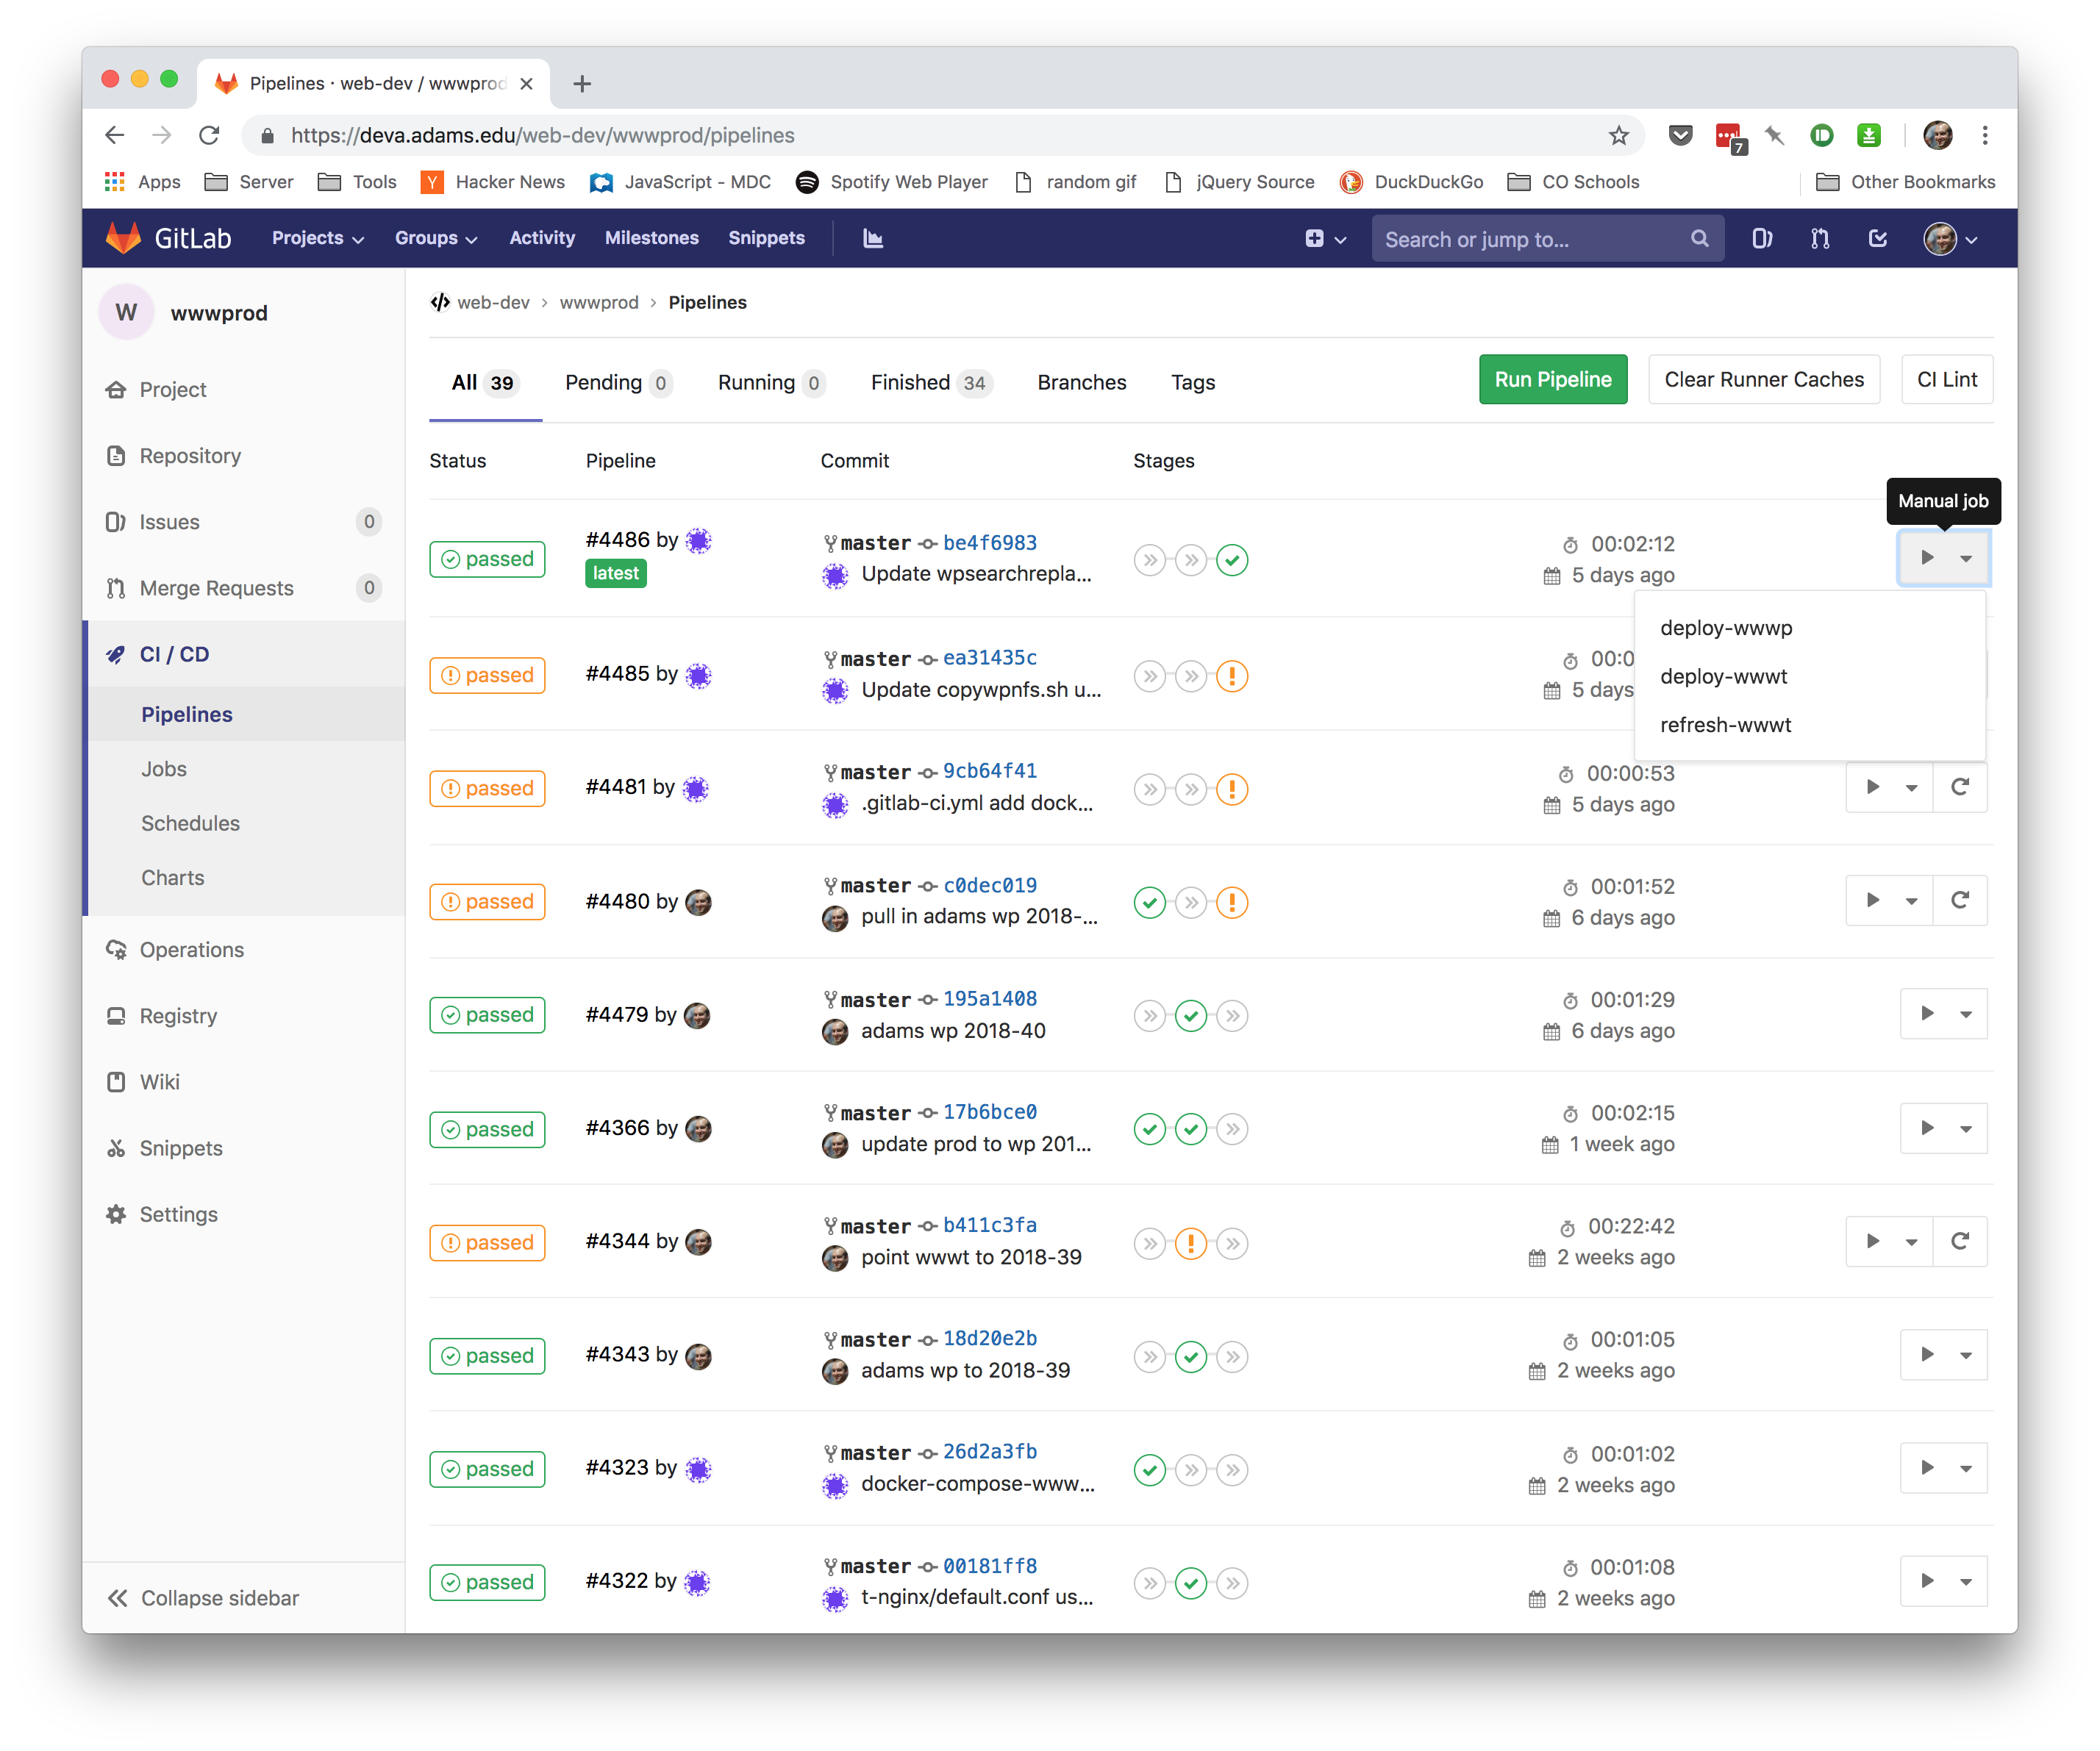 Pipelines · web-dev / wwwprod
https://deva.adams.edu/web-dev/wwwprod/pipelines
7
Apps Server Tools Hacker News JavaScript - MDC Spotify Web Player random gif jQuery Source DuckDuckGo CO Schools Other Bookmarks
GitLab Projects Groups Activity Milestones Snippets Search or jump to...
W wwwprod
Project
Repository
Issues 0
Merge Requests 0
CI / CD
Pipelines
Jobs
Schedules
Charts
Operations
Registry
Wiki
Snippets
Settings
Collapse sidebar
web-dev > wwwprod > Pipelines
All 39 Pending 0 Running 0 Finished 34 Branches Tags Run Pipeline Clear Runner Caches CI Lint
Status Pipeline Commit Stages
Manual job
passed #4486 by latest master be4f6983 00:02:12
Update wpsearchrepla... 5 days ago
deploy-wwwp
deploy-wwwt
refresh-wwwt
passed #4485 by master ea31435c 00:0
Update copywpnfs.sh u... 5 days
passed #4481 by master 9cb64f41 00:00:53
.gitlab-ci.yml add dock... 5 days ago
passed #4480 by master c0dec019 00:01:52
pull in adams wp 2018-... 6 days ago
passed #4479 by master 195a1408 00:01:29
adams wp 2018-40 6 days ago
passed #4366 by master 17b6bce0 00:02:15
update prod to wp 201... 1 week ago
passed #4344 by master b411c3fa 00:22:42
point wwwt to 2018-39 2 weeks ago
passed #4343 by master 18d20e2b 00:01:05
adams wp to 2018-39 2 weeks ago
passed #4323 by master 26d2a3fb 00:01:02
docker-compose-www... 2 weeks ago
passed #4322 by master 00181ff8 00:01:08
t-nginx/default.conf us... 2 weeks ago